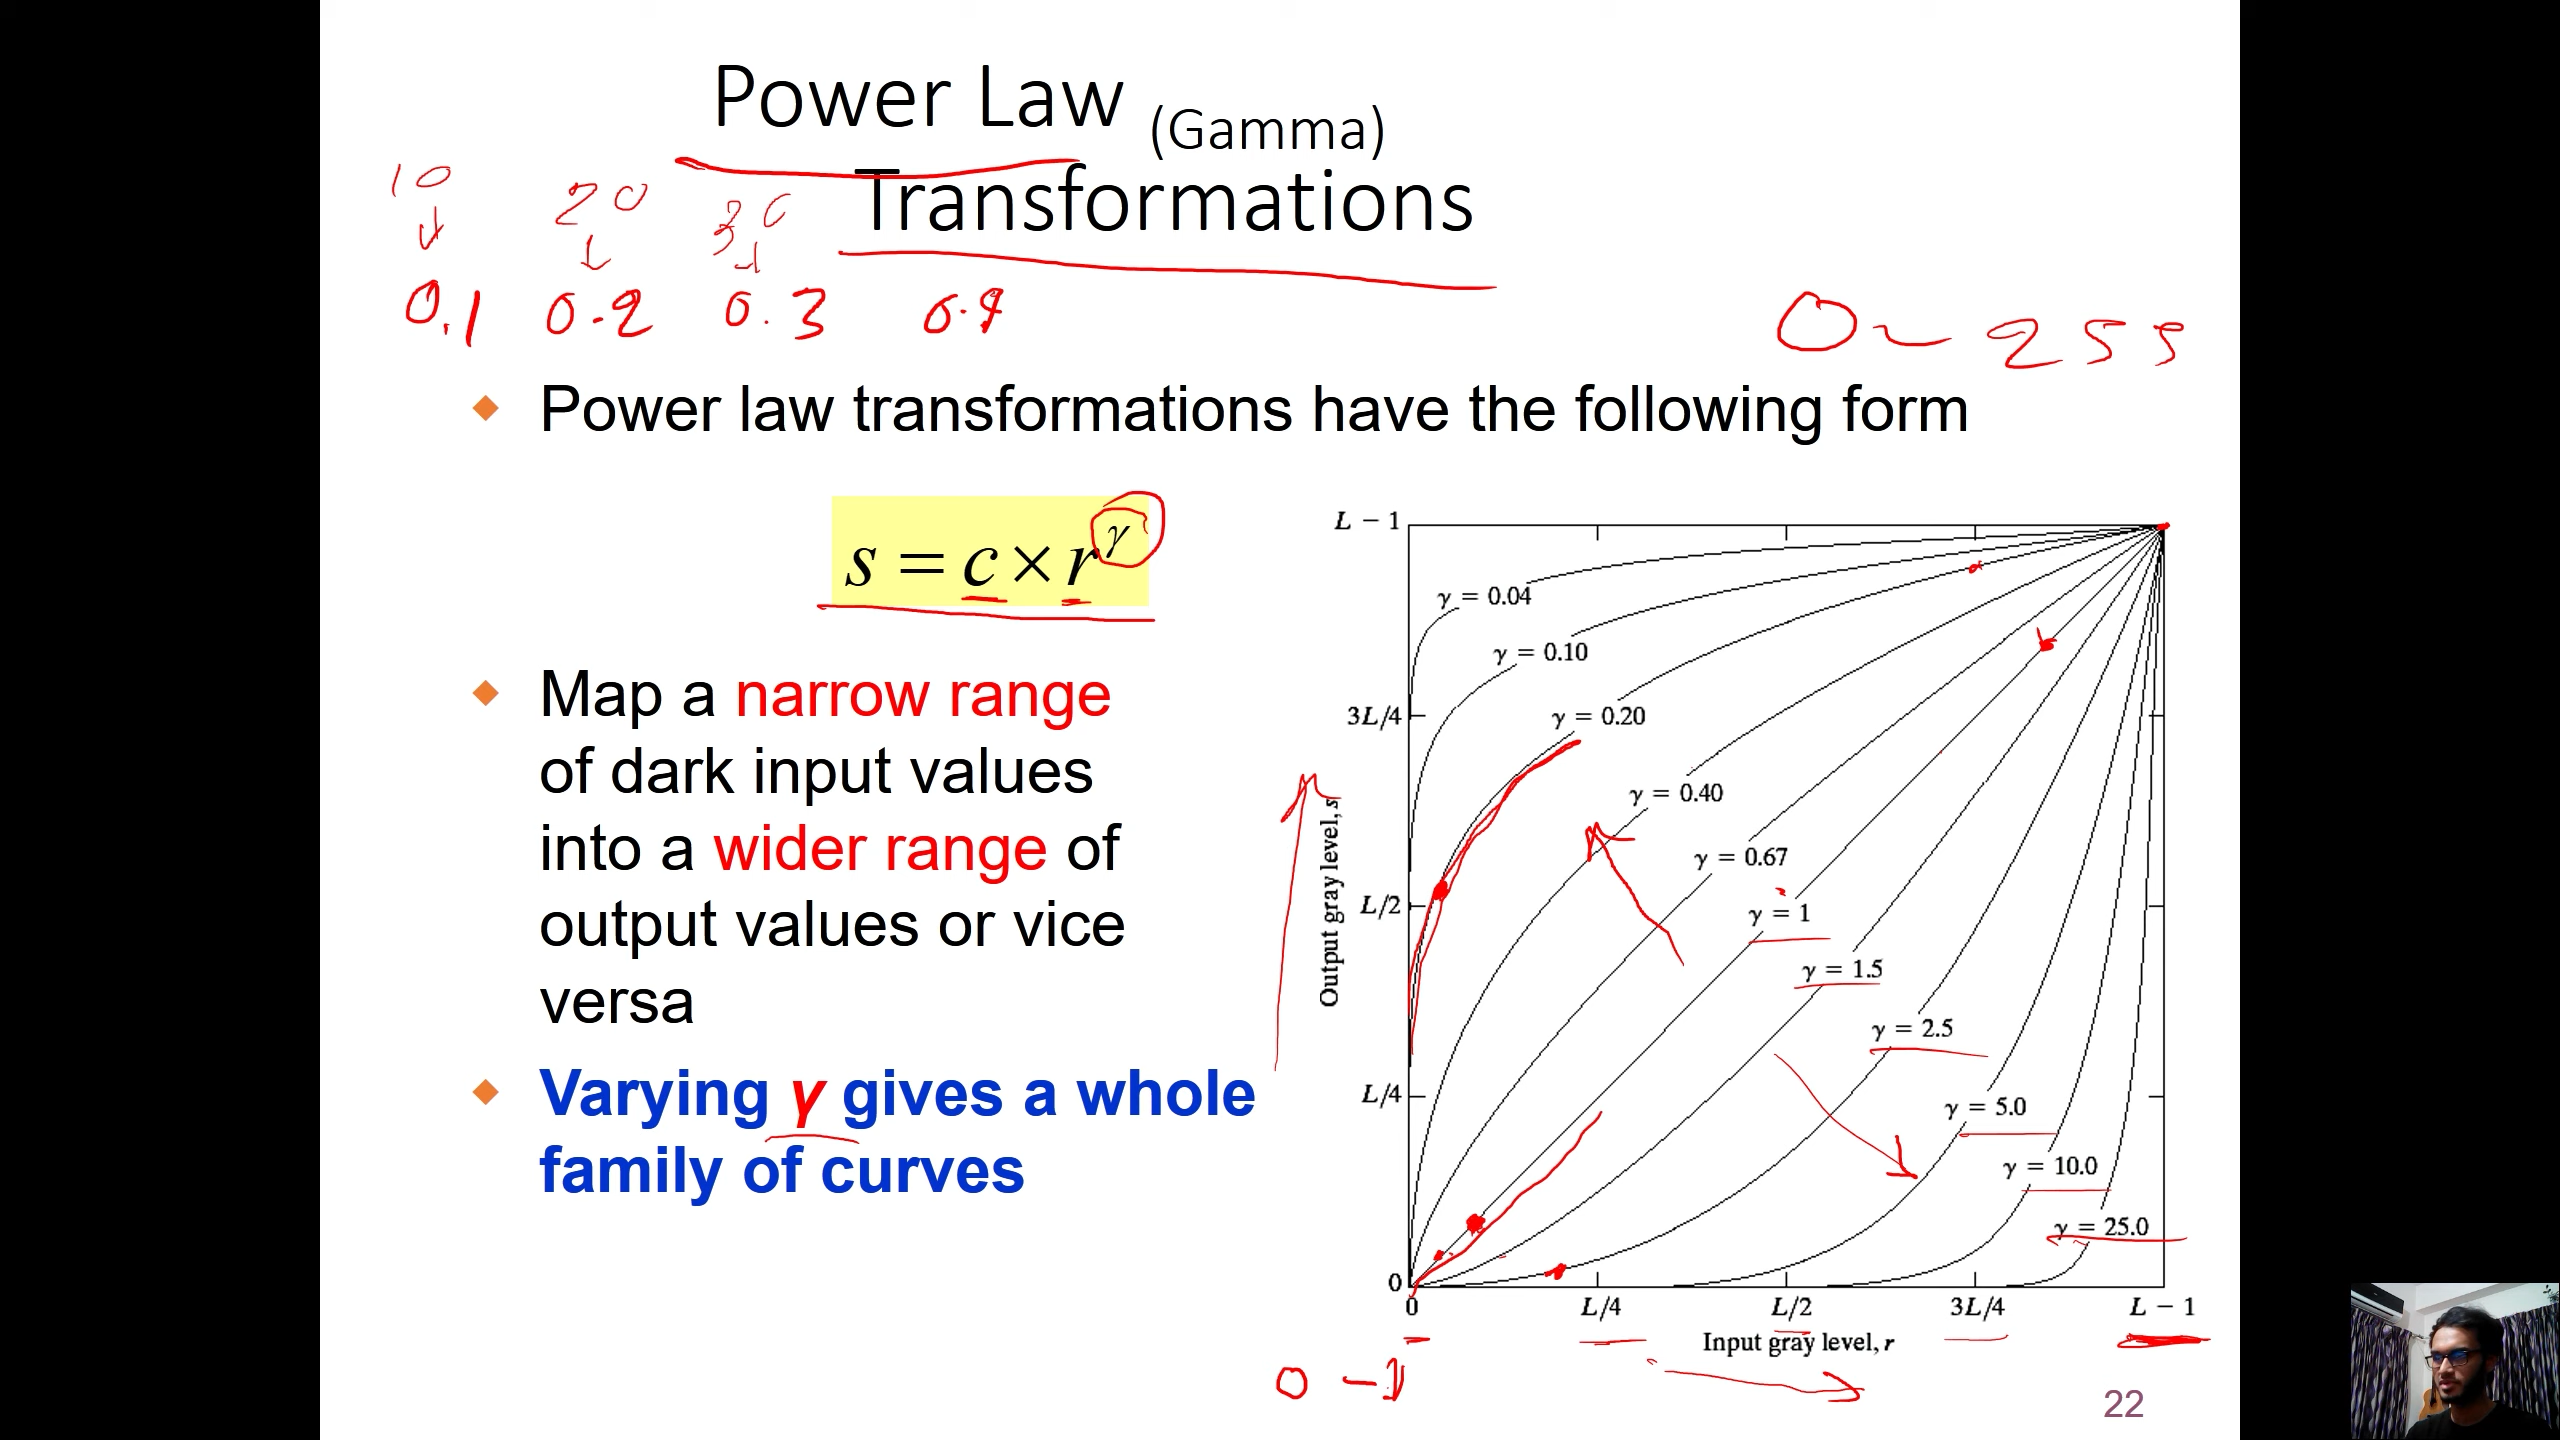 Power Law (Gamma)
Transformations
10 20 30
0.1 0.2 0.3
0 ~ 255
◆ Power law transformations have the following form
s = c × r^γ
◆ Map a narrow range
of dark input values
into a wider range of
output values or vice
versa
◆ Varying γ gives a whole
family of curves
L − 1
3L/4
L/2
L/4
0
Output gray level, s
γ = 0.04
γ = 0.10
γ = 0.20
γ = 0.40
γ = 0.67
γ = 1
γ = 1.5
γ = 2.5
γ = 5.0
γ = 10.0
γ = 25.0
0 L/4 L/2 3L/4 L − 1
Input gray level, r
0 - 1
22